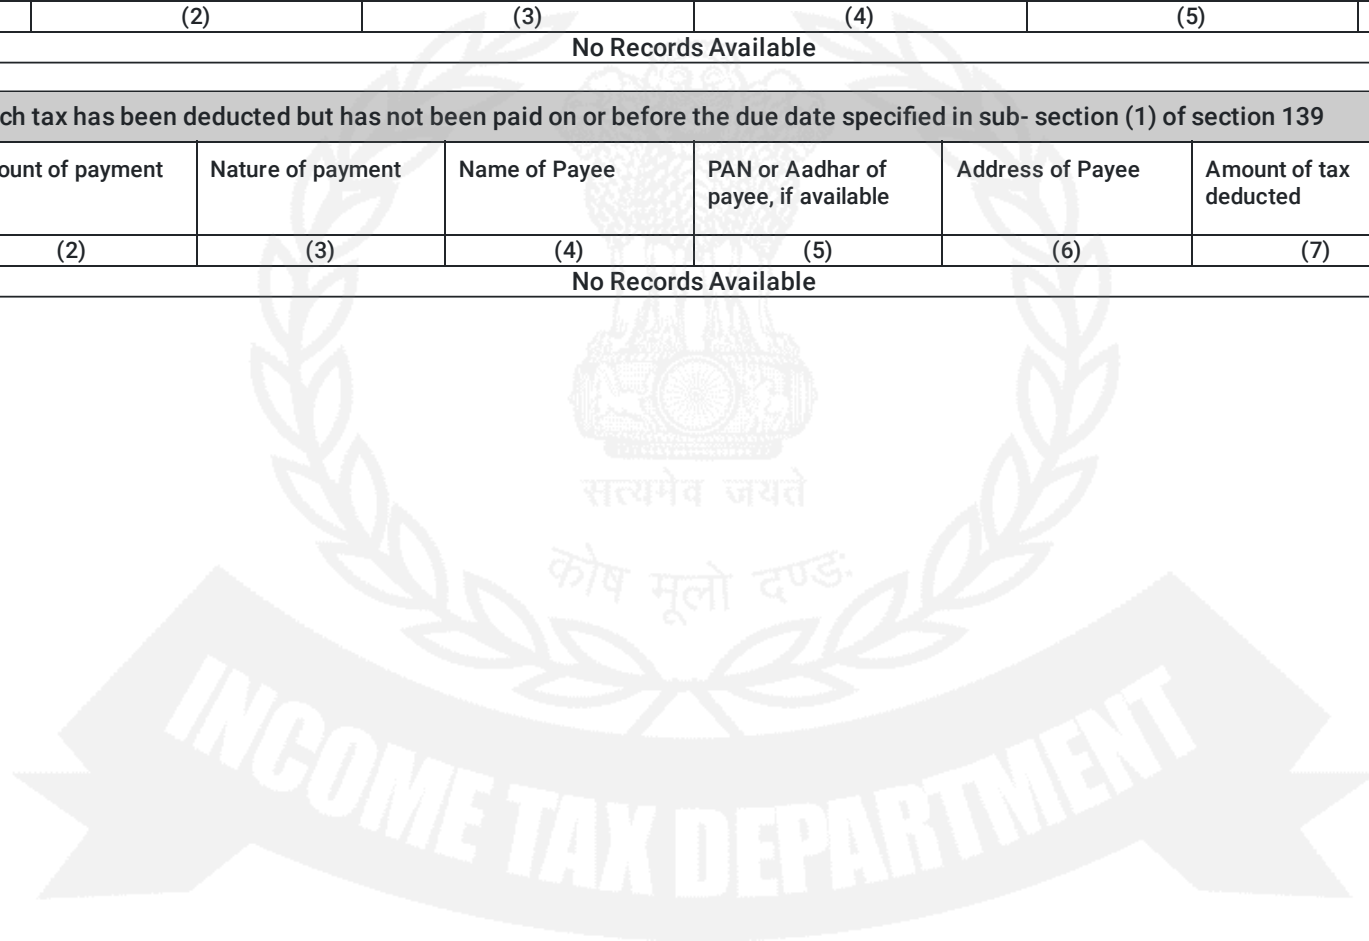 (2) (3) (4) (5)
No Records Available
ch tax has been deducted but has not been paid on or before the due date specified in sub- section (1) of section 139
ount of payment Nature of payment Name of Payee PAN or Aadhar of Address of Payee Amount of tax
payee, if available deducted
(2) (3) (4) (5) (6) (7)
No Records Available
सत्यमेव जयते
कोष मूलो दण्डः
INCOME TAX DEPARTMENT